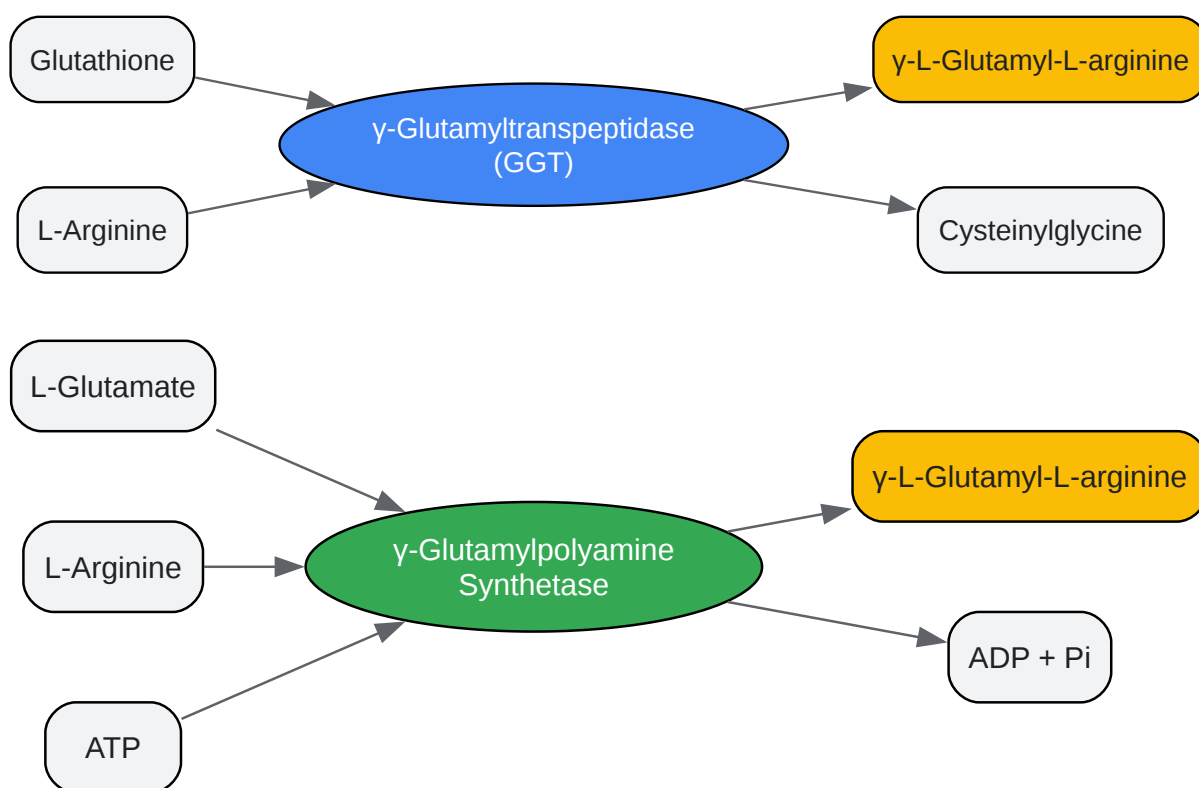 Glutathione
γ-L-Glutamyl-L-arginine
γ-Glutamyltranspeptidase
(GGT)
L-Arginine
Cysteinylglycine
L-Glutamate
γ-L-Glutamyl-L-arginine
L-Arginine
γ-Glutamylpolyamine
Synthetase
ADP + Pi
ATP